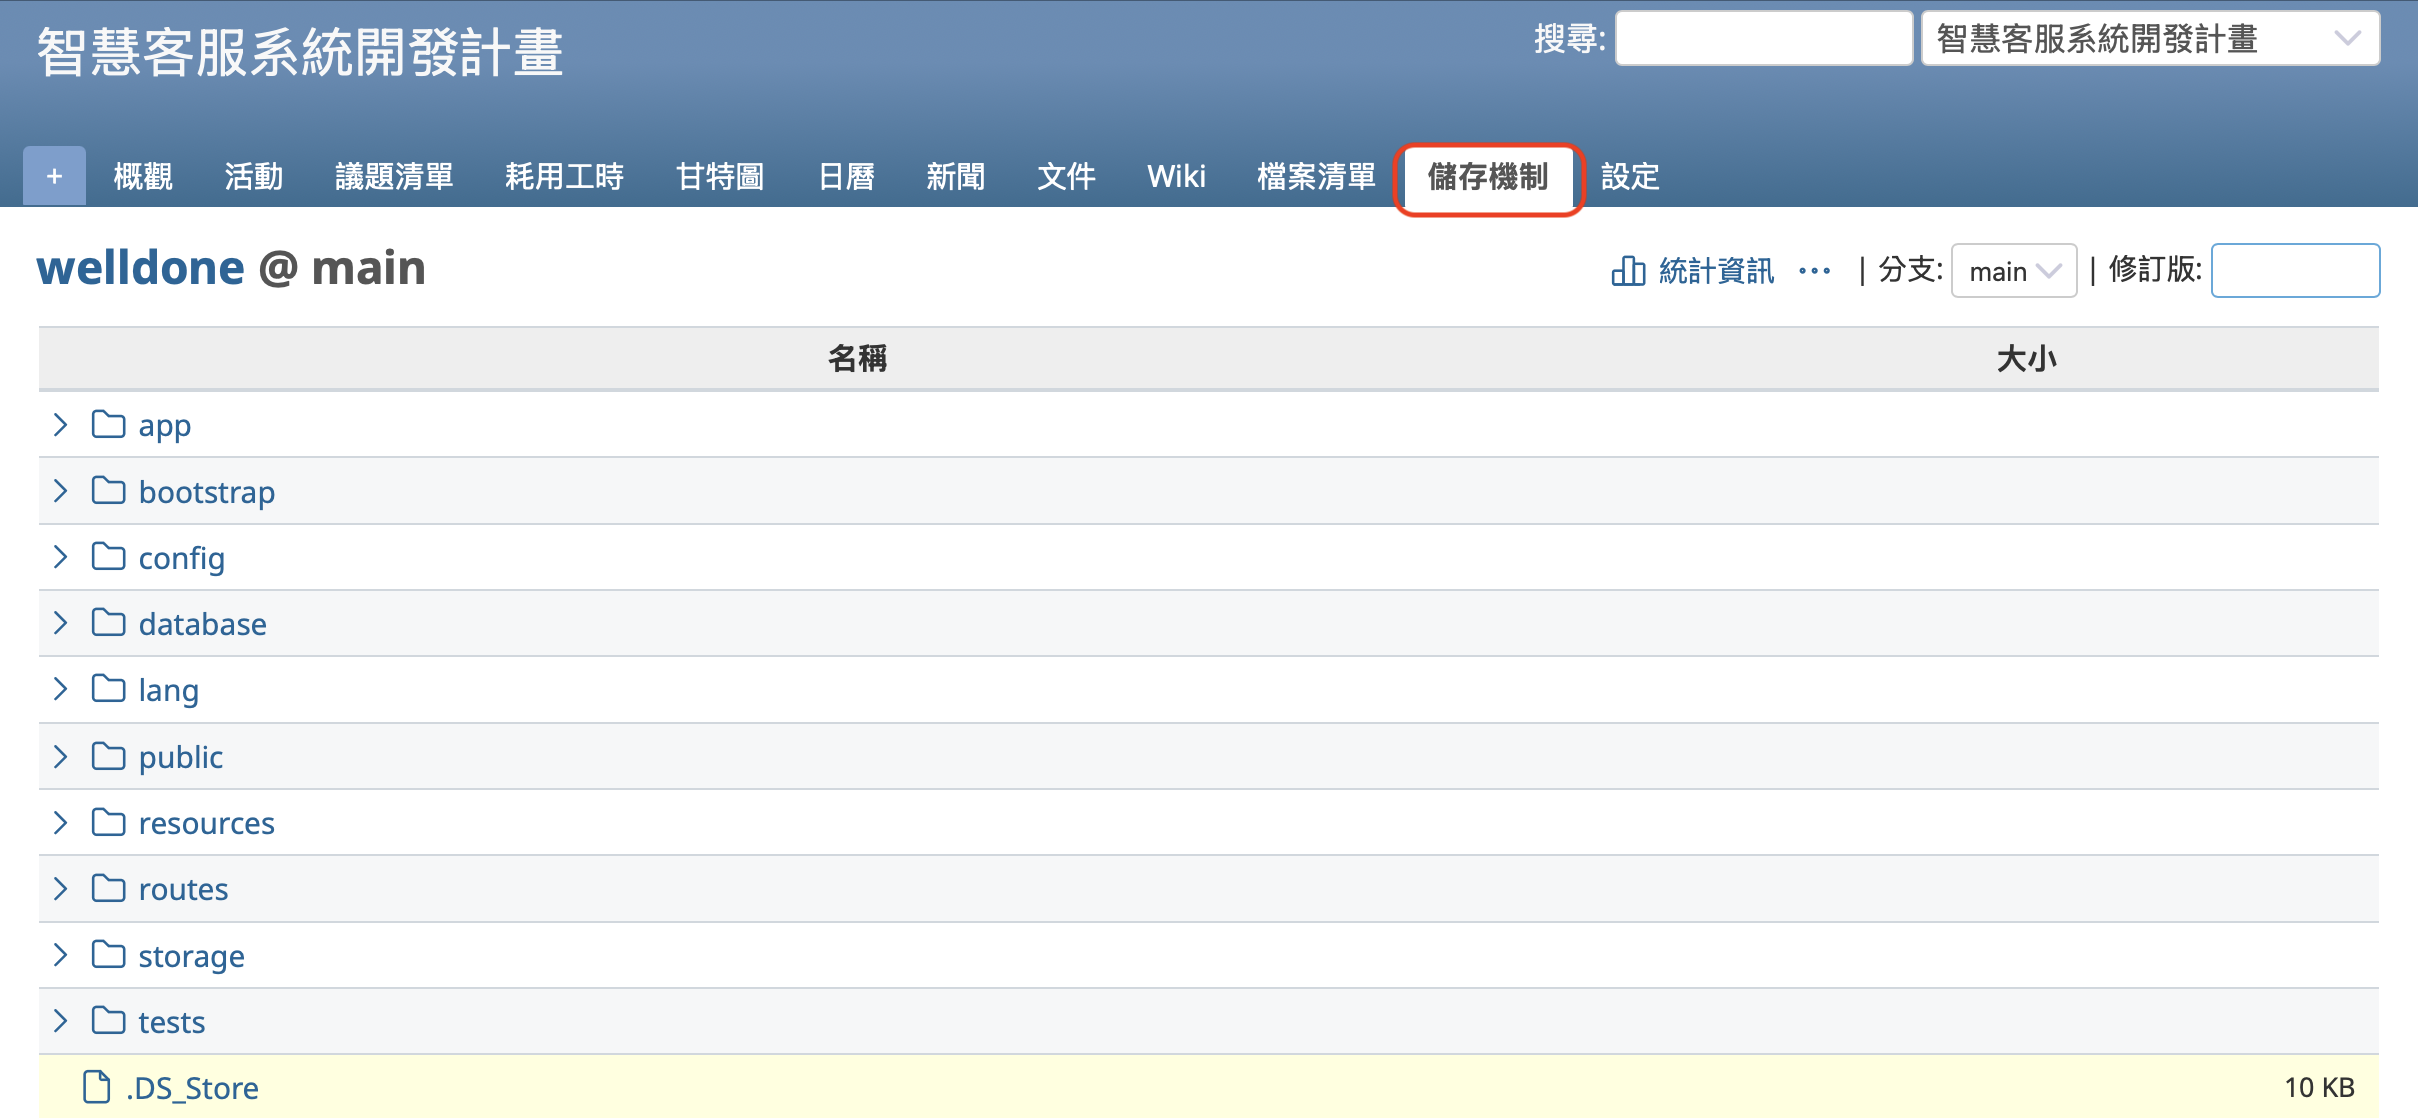 智慧客服系統開發計畫
搜尋: 智慧客服系統開發計畫
+ 概觀 活動 議題清單 耗用工時 甘特圖 日曆 新聞 文件 Wiki 檔案清單 儲存機制 設定
welldone @ main
統計資訊 ••• | 分支: main | 修訂版:
名稱 大小
app
bootstrap
config
database
lang
public
resources
routes
storage
tests
.DS_Store 10 KB